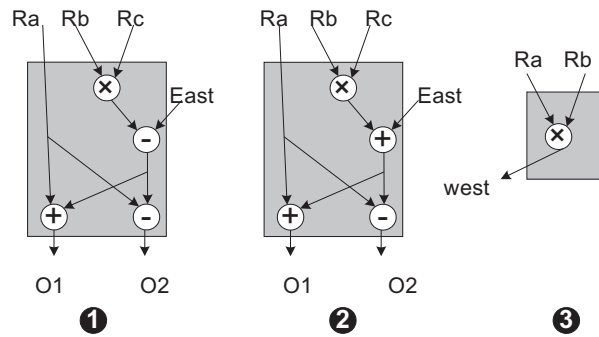 Ra Rb Rc
×
East
-
+ -
O1 O2
1
Ra Rb Rc
×
East
+
+ -
O1 O2
2
Ra Rb
×
west
3